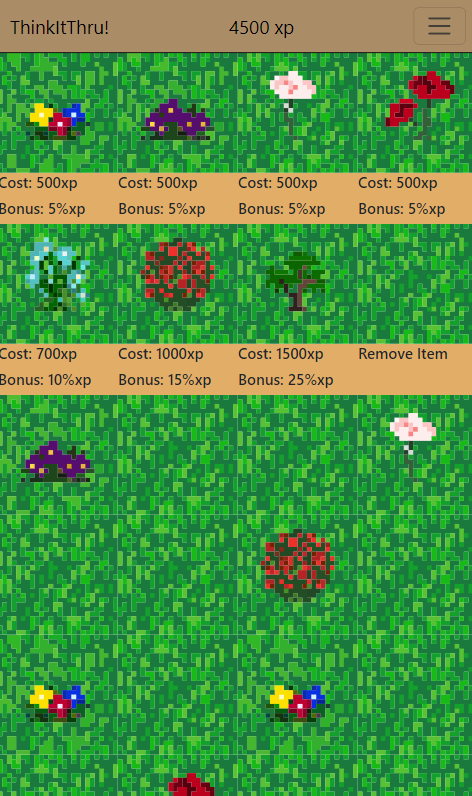 ThinkItThru! 4500 xp
Cost: 500xp Cost: 500xp Cost: 500xp Cost: 500xp
Bonus: 5%xp Bonus: 5%xp Bonus: 5%xp Bonus: 5%xp
Cost: 700xp Cost: 1000xp Cost: 1500xp Remove Item
Bonus: 10%xp Bonus: 15%xp Bonus: 25%xp